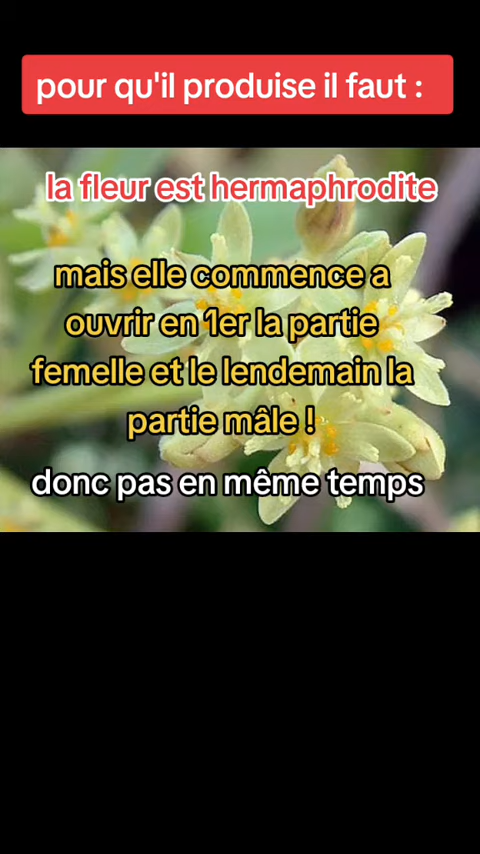 pour qu'il produise il faut :
la fleur est hermaphrodite
mais elle commence a
ouvrir en 1er la partie
femelle et le lendemain la
partie mâle !
donc pas en même temps